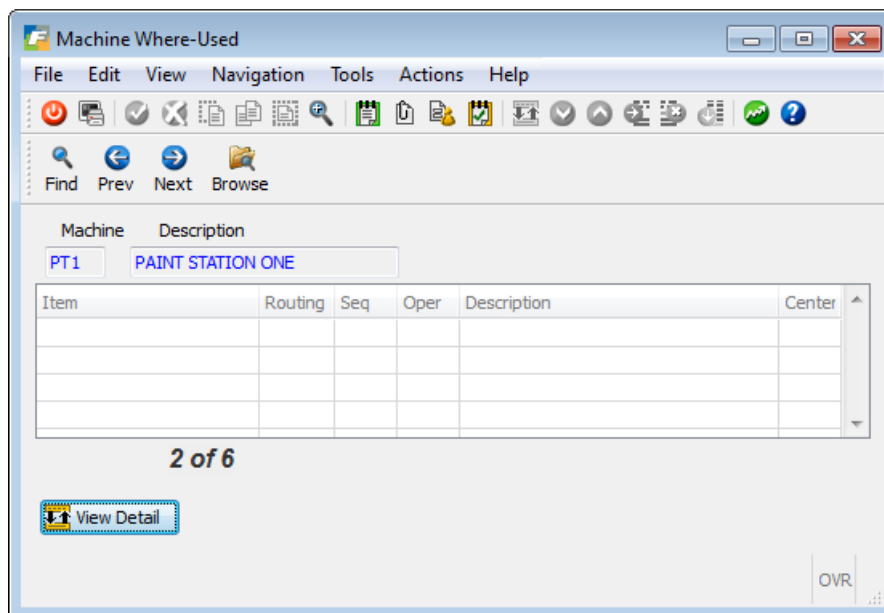 Machine Where-Used
File Edit View Navigation Tools Actions Help
Find Prev Next Browse
Machine Description
PT1 PAINT STATION ONE
Item Routing Seq Oper Description Center
2 of 6
View Detail
OVR